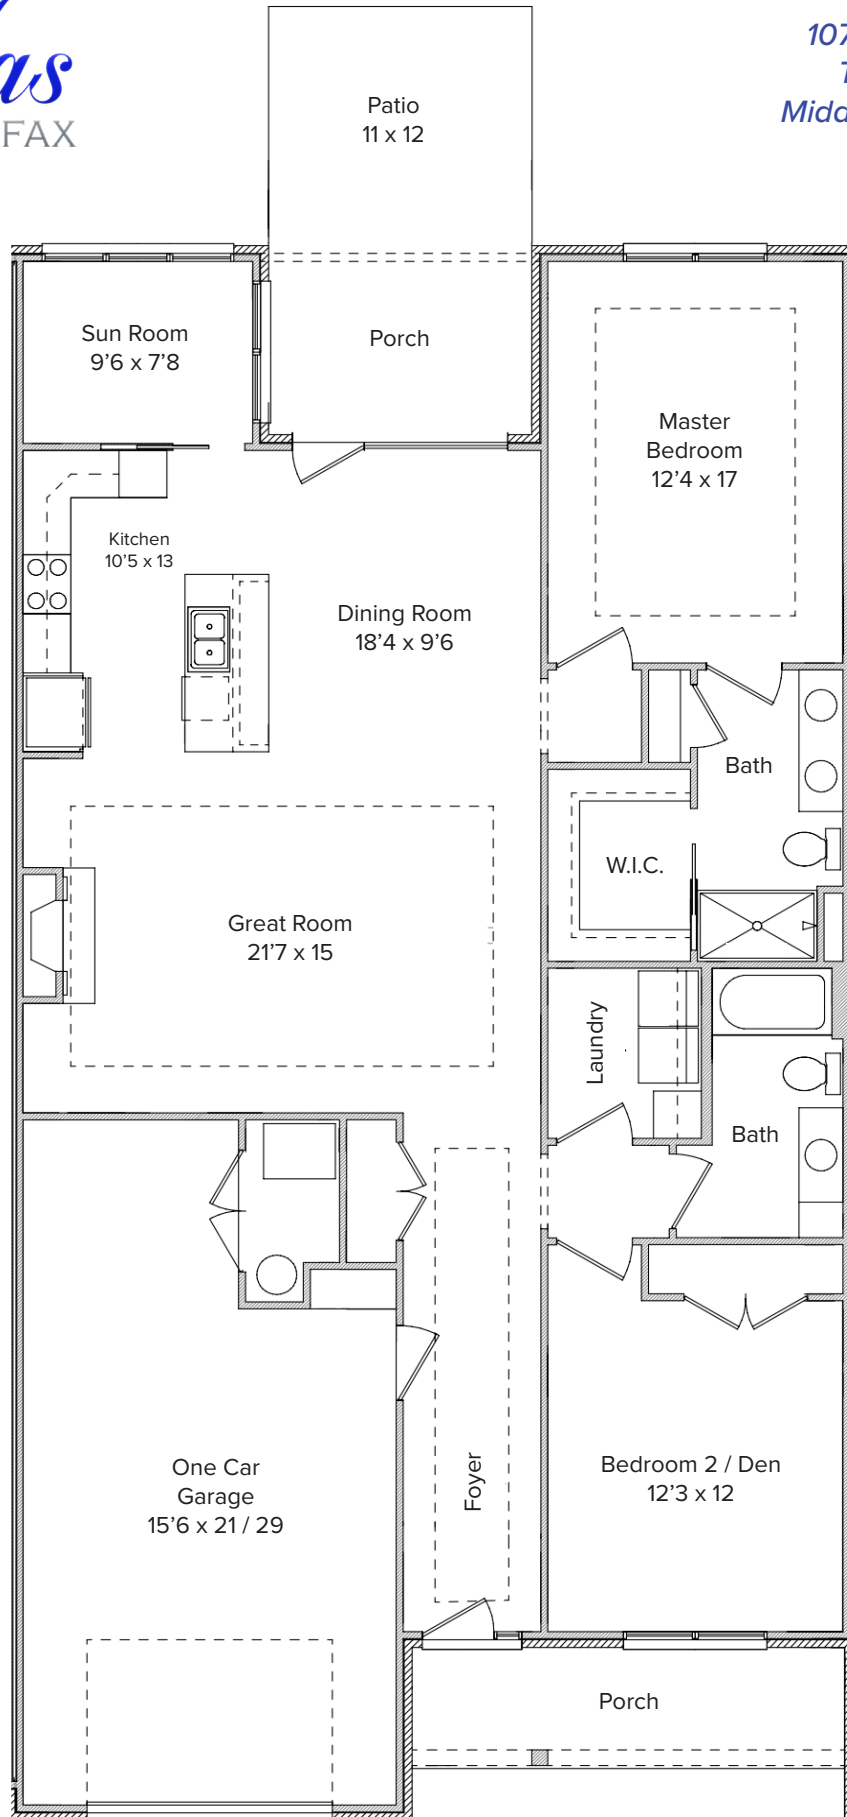 FAX
Patio
11 x 12
Sun Room
9'6 x 7'8
Porch
Master
Bedroom
12'4 x 17
Kitchen
10'5 x 13
Dining Room
18'4 x 9'6
Bath
W.I.C.
Great Room
21'7 x 15
Laundry
Bath
One Car
Garage
15'6 x 21 / 29
Foyer
Bedroom 2 / Den
12'3 x 12
Porch